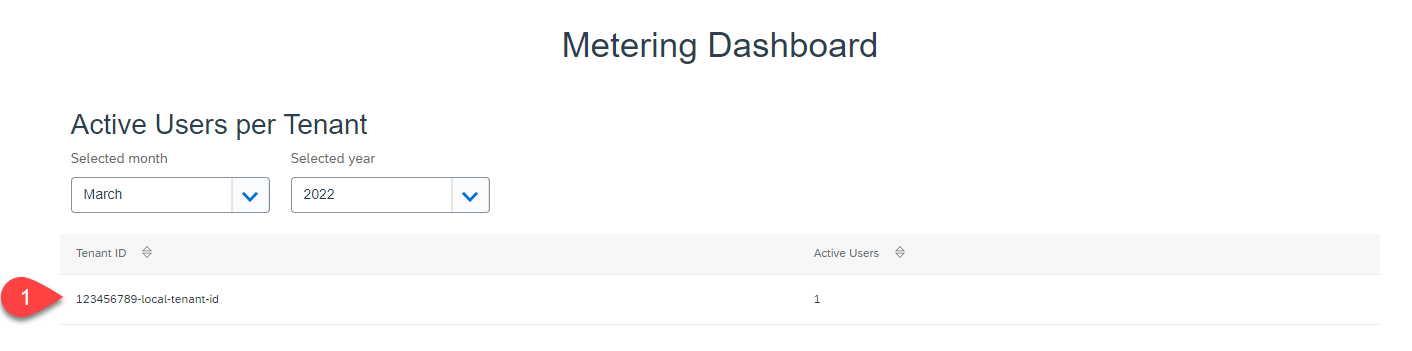 Metering Dashboard
Active Users per Tenant
Selected month Selected year
March 2022
Tenant ID Active Users
1 123456789-local-tenant-id 1